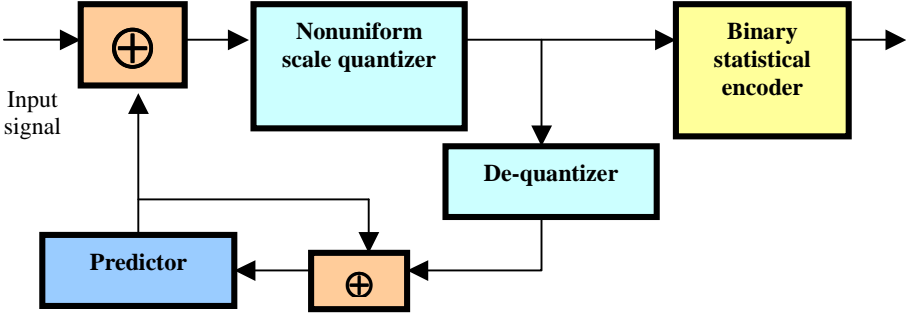 Input
signal
Nonuniform
scale quantizer
Binary
statistical
encoder
De-quantizer
Predictor